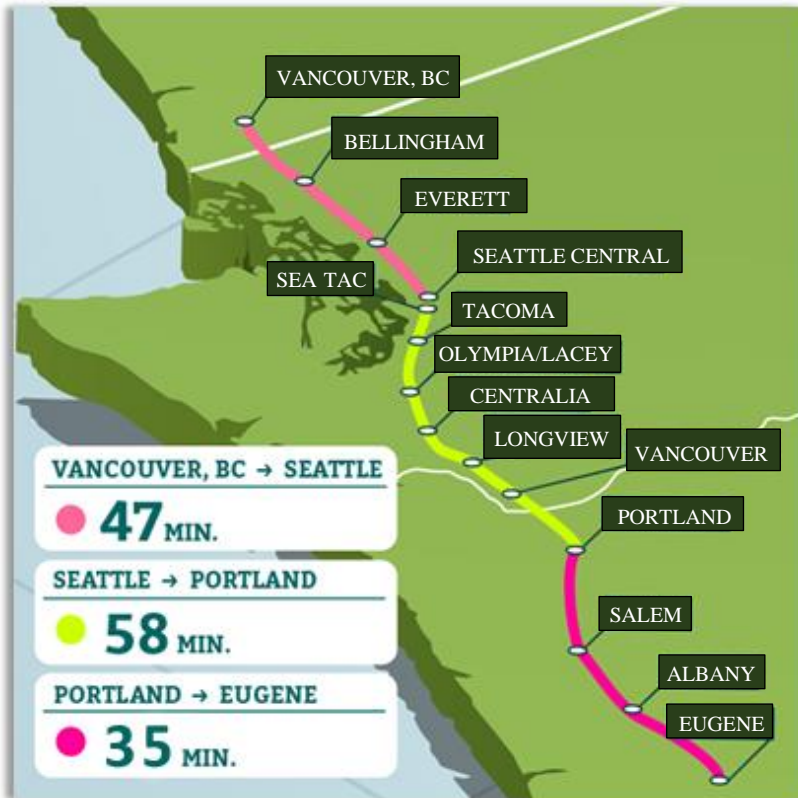 VANCOUVER, BC
BELLINGHAM
EVERETT
SEATTLE CENTRAL
SEA TAC
TACOMA
OLYMPIA/LACEY
CENTRALIA
LONGVIEW
VANCOUVER
PORTLAND
SALEM
ALBANY
EUGENE
VANCOUVER, BC → SEATTLE
47 MIN.
SEATTLE → PORTLAND
58 MIN.
PORTLAND → EUGENE
35 MIN.